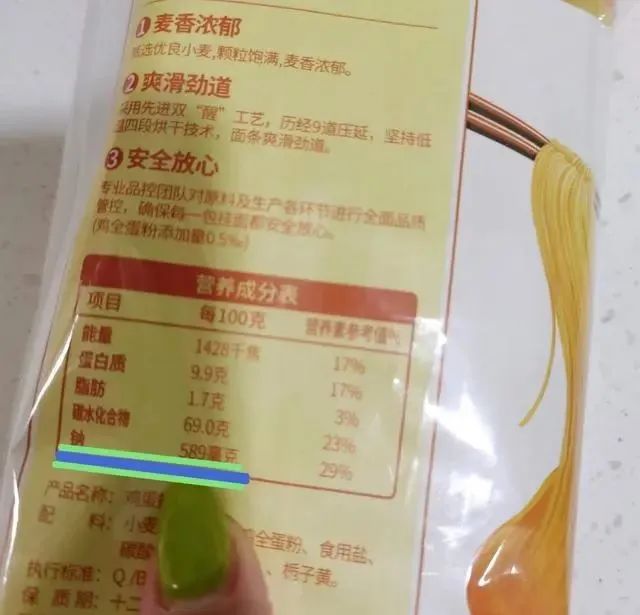 1 麦香浓郁
选优良小麦,颗粒饱满,麦香浓郁。
2 爽滑劲道
采用先进双“醒”工艺，历经9道压延，坚持低
温四段烘干技术，面条爽滑劲道。
3 安全放心
专业品控团队对原料及生产各环节进行全面品质
管控，确保每一包挂面都安全放心。
(鸡全蛋粉添加量0.5‰)
营养成分表
项目 每100克 营养素参考值%
能量 1428千焦 17%
蛋白质 9.9克 17%
脂肪 1.7克 3%
碳水化合物 69.0克 23%
钠 589毫克 29%
产品名称：鸡蛋
配 料：小麦 全蛋粉、食用盐、
碳酸 、栀子黄。
执行标准：Q/B
保 质 期：十二